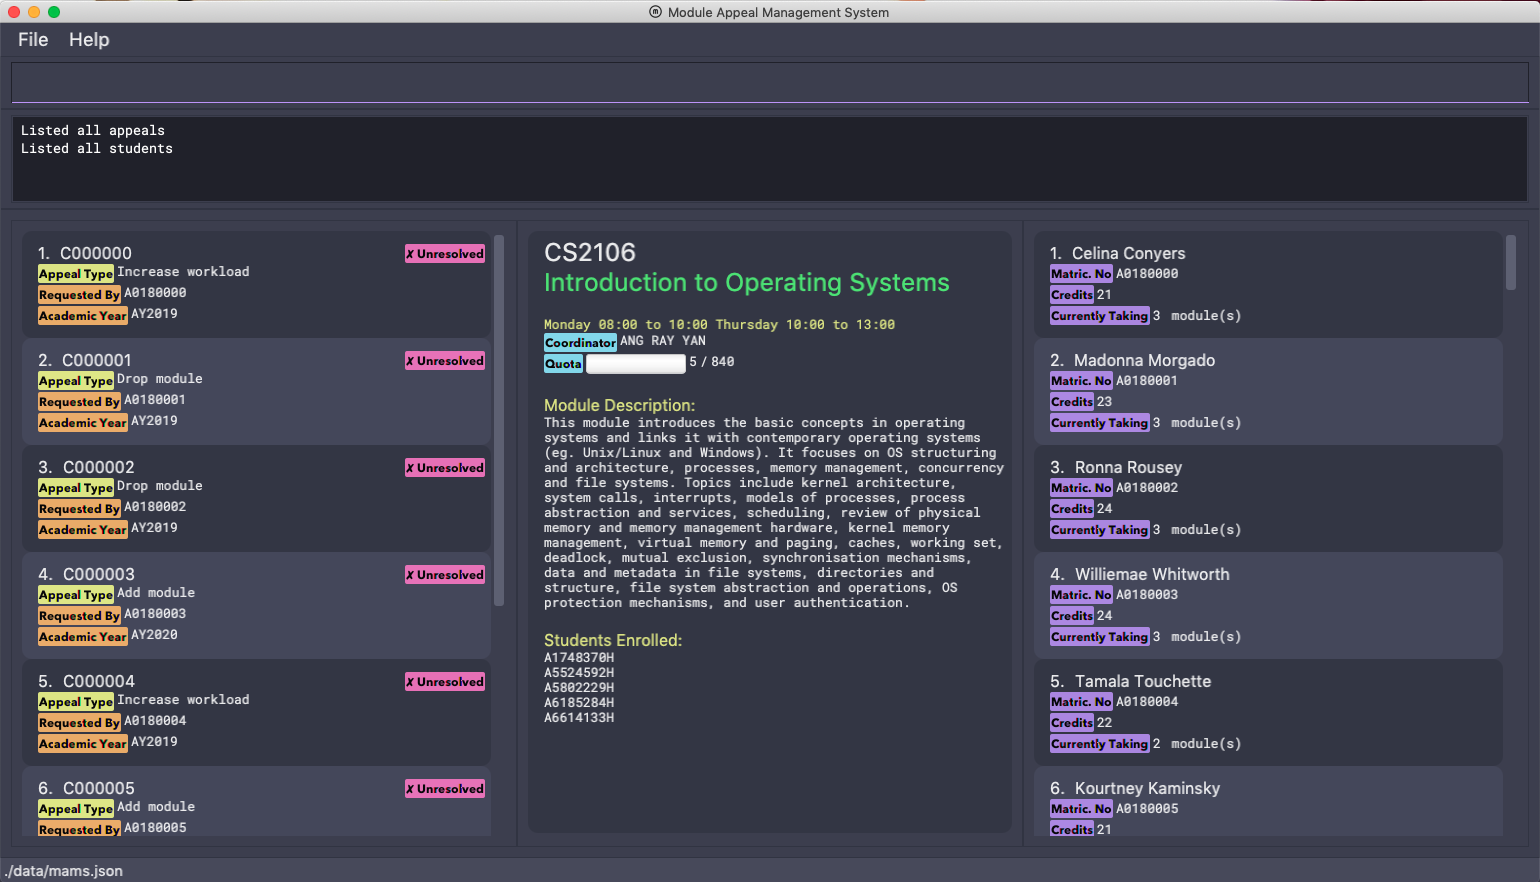 Module Appeal Management System
File Help
Listed all appeals
Listed all students
1. C000000
✗ Unresolved
Appeal Type Increase workload
Requested By A0180000
Academic Year AY2019
2. C000001
✗ Unresolved
Appeal Type Drop module
Requested By A0180001
Academic Year AY2019
3. C000002
✗ Unresolved
Appeal Type Drop module
Requested By A0180002
Academic Year AY2019
4. C000003
✗ Unresolved
Appeal Type Add module
Requested By A0180003
Academic Year AY2020
5. C000004
✗ Unresolved
Appeal Type Increase workload
Requested By A0180004
Academic Year AY2019
6. C000005
✗ Unresolved
Appeal Type Add module
Requested By A0180005
CS2106
Introduction to Operating Systems
Monday 08:00 to 10:00 Thursday 10:00 to 13:00
Coordinator ANG RAY YAN
Quota 5 / 840
Module Description:
This module introduces the basic concepts in operating
systems and links it with contemporary operating systems
(eg. Unix/Linux and Windows). It focuses on OS structuring
and architecture, processes, memory management, concurrency
and file systems. Topics include kernel architecture,
system calls, interrupts, models of processes, process
abstraction and services, scheduling, review of physical
memory and memory management hardware, kernel memory
management, virtual memory and paging, caches, working set,
deadlock, mutual exclusion, synchronisation mechanisms,
data and metadata in file systems, directories and
structure, file system abstraction and operations, OS
protection mechanisms, and user authentication.
Students Enrolled:
A1748370H
A5524592H
A5802229H
A6185284H
A6614133H
1. Celina Conyers
Matric. No A0180000
Credits 21
Currently Taking 3 module(s)
2. Madonna Morgado
Matric. No A0180001
Credits 23
Currently Taking 3 module(s)
3. Ronna Rousey
Matric. No A0180002
Credits 24
Currently Taking 3 module(s)
4. Williemae Whitworth
Matric. No A0180003
Credits 24
Currently Taking 3 module(s)
5. Tamala Touchette
Matric. No A0180004
Credits 22
Currently Taking 2 module(s)
6. Kourtney Kaminsky
Matric. No A0180005
Credits 21
./data/mams.json